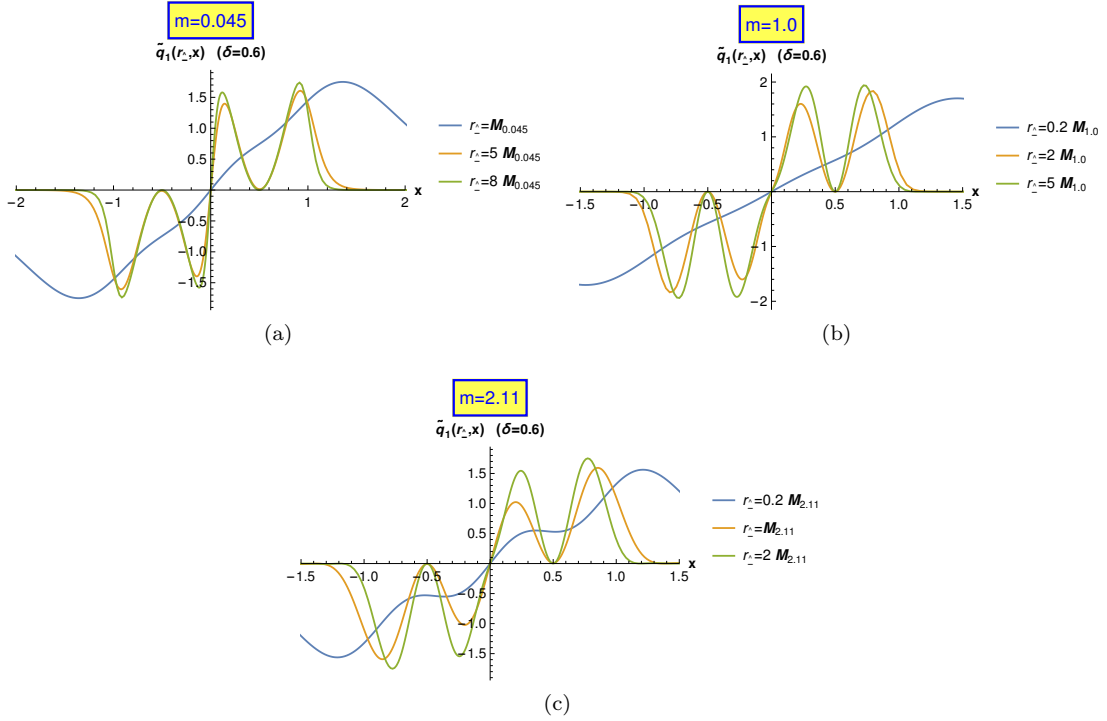 m=0.045
q̃₁(r₋̂,x) (δ=0.6)
1.5
1.0
0.5
−0.5
−1.0
−1.5
−2
−1
1
2
x
r₋̂=M₀.₀₄₅
r₋̂=5 M₀.₀₄₅
r₋̂=8 M₀.₀₄₅
(a)
m=1.0
q̃₁(r₋̂,x) (δ=0.6)
2
1
−1
−2
−1.5
−1.0
−0.5
0.5
1.0
1.5
x
r₋̂=0.2 M₁.₀
r₋̂=2 M₁.₀
r₋̂=5 M₁.₀
(b)
m=2.11
q̃₁(r₋̂,x) (δ=0.6)
1.5
1.0
0.5
−0.5
−1.0
−1.5
−1.5
−1.0
−0.5
0.5
1.0
1.5
x
r₋̂=0.2 M₂.₁₁
r₋̂=M₂.₁₁
r₋̂=2 M₂.₁₁
(c)